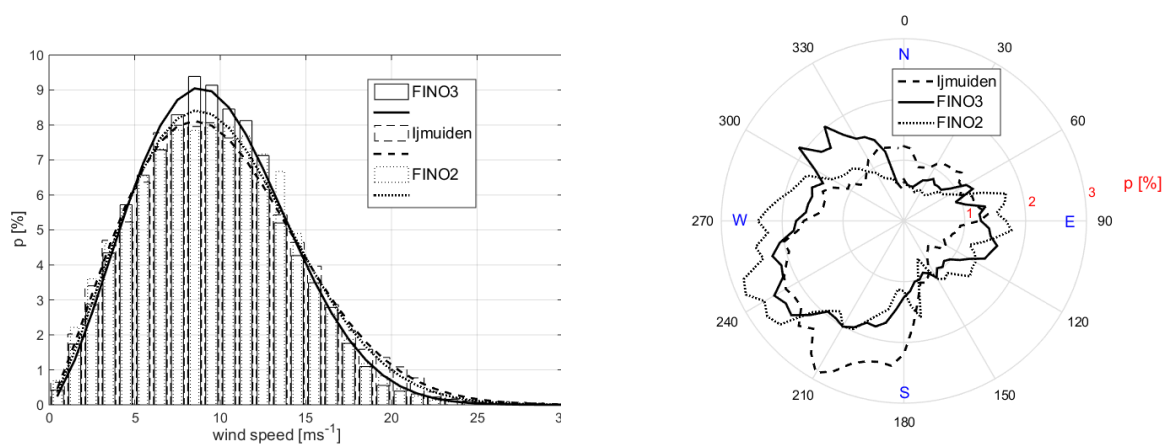 10
9
8
7
6
5
4
3
2
1
0
p [%]
0 5 10 15 20 25 3
wind speed [ms-1]
FINO3
Ijmuiden
FINO2
0
30
60
90
120
150
180
210
240
270
300
330
N
E
S
W
Ijmuiden
FINO3
FINO2
1
2
3
p [%]